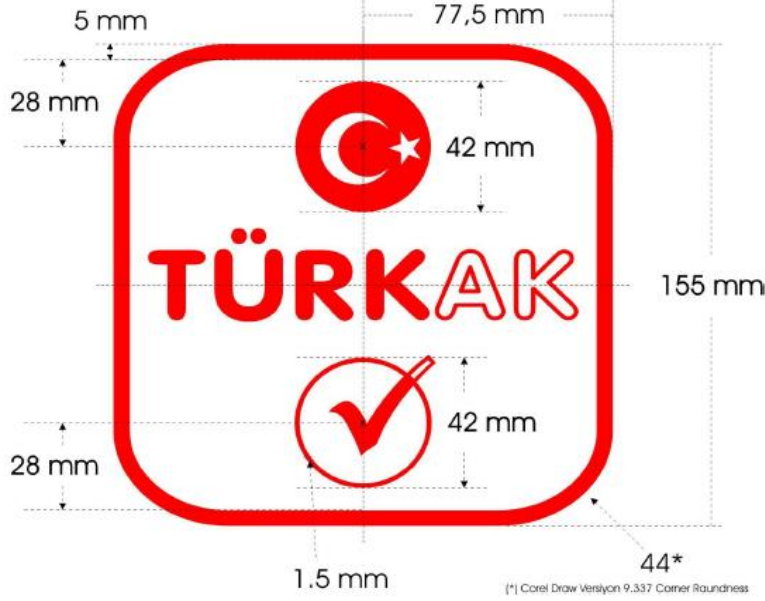 77,5 mm
5 mm
28 mm
42 mm
TÜRKAK
155 mm
42 mm
28 mm
1.5 mm
44*
(*) Corel Draw Versiyon 9.337 Corner Roundness